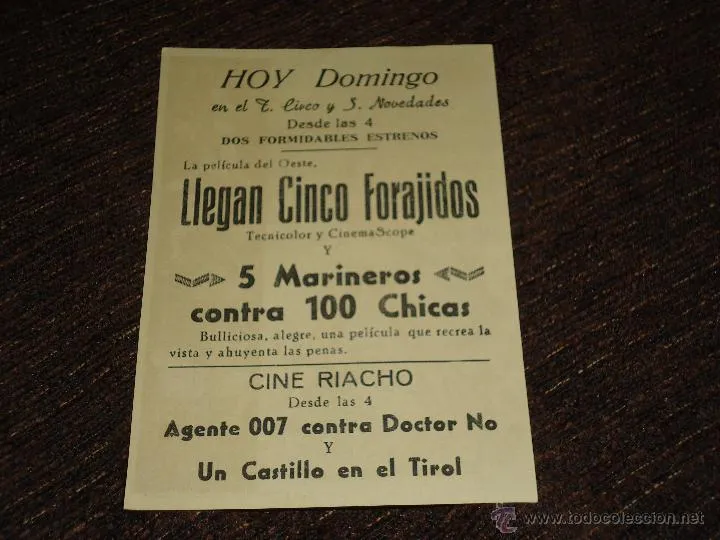 HOY Domingo
en el T. Circo y S. Novedades
Desde las 4
DOS FORMIDABLES ESTRENOS
La película del Oeste,
Llegan Cinco Forajidos
Tecnicolor y CinemaScope
Y
5 Marineros
contra 100 Chicas
Bulliciosa, alegre, una película que recrea la
vista y ahuyenta las penas.
CINE RIACHO
Desde las 4
Agente 007 contra Doctor No
Y
Un Castillo en el Tirol
www.todocoleccion.net